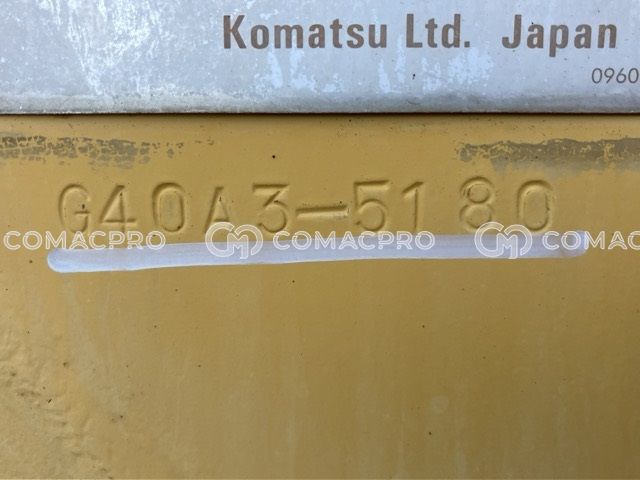 Komatsu Ltd. Japan
0960
G40A3-5180
COMACPRO COMACPRO COMAC